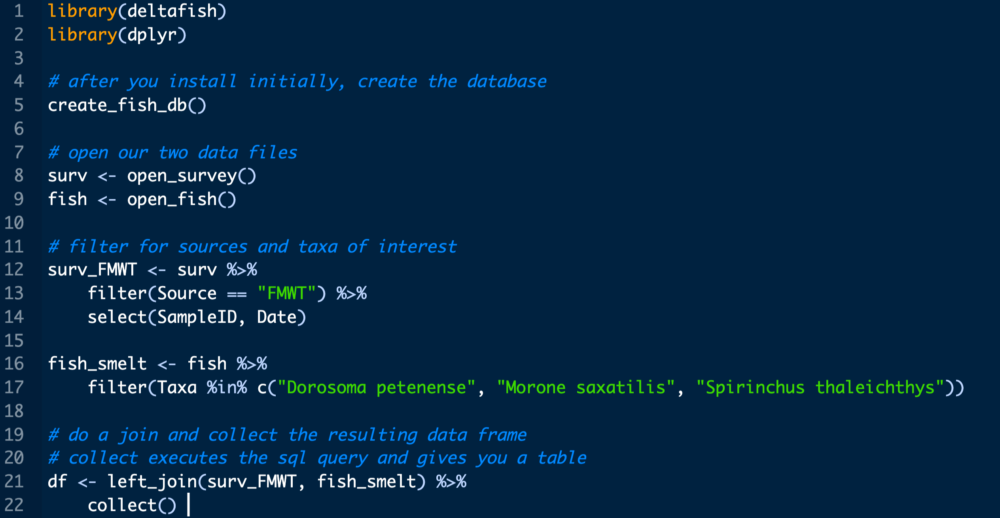 1 library(deltafish)
2 library(dplyr)
3
4 # after you install initially, create the database
5 create_fish_db()
6
7 # open our two data files
8 surv <- open_survey()
9 fish <- open_fish()
10
11 # filter for sources and taxa of interest
12 surv_FMWT <- surv %>%
13     filter(Source == "FMWT") %>%
14     select(SampleID, Date)
15
16 fish_smelt <- fish %>%
17     filter(Taxa %in% c("Dorosoma petenense", "Morone saxatilis", "Spirinchus thaleichthys"))
18
19 # do a join and collect the resulting data frame
20 # collect executes the sql query and gives you a table
21 df <- left_join(surv_FMWT, fish_smelt) %>%
22     collect()